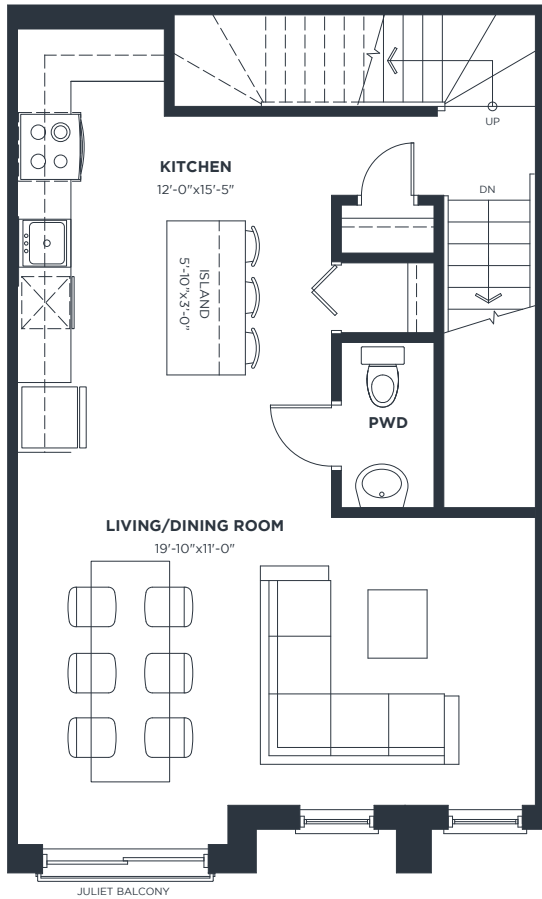 UP
KITCHEN
12'-0"x15'-5"
DN
ISLAND
5'-10"x3'-0"
PWD
LIVING/DINING ROOM
19'-10"x11'-0"
JULIET BALCONY